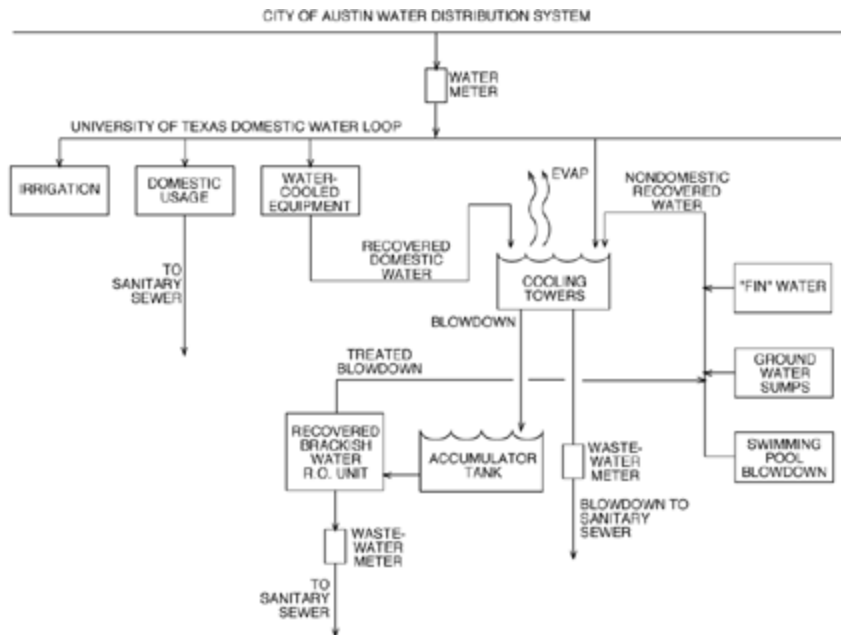 CITY OF AUSTIN WATER DISTRIBUTION SYSTEM
WATER
METER
UNIVERSITY OF TEXAS DOMESTIC WATER LOOP
IRRIGATION
DOMESTIC
USAGE
WATER-
COOLED
EQUIPMENT
EVAP
NONDOMESTIC
RECOVERED
WATER
TO
SANITARY
SEWER
RECOVERED
DOMESTIC
WATER
COOLING
TOWERS
"FIN" WATER
BLOWDOWN
TREATED
BLOWDOWN
GROUND
WATER
SUMPS
RECOVERED
BRACKISH
WATER
R.O. UNIT
ACCUMULATOR
TANK
WASTE-
WATER
METER
SWIMMING
POOL
BLOWDOWN
BLOWDOWN TO
SANITARY
SEWER
WASTE-
WATER
METER
TO
SANITARY
SEWER